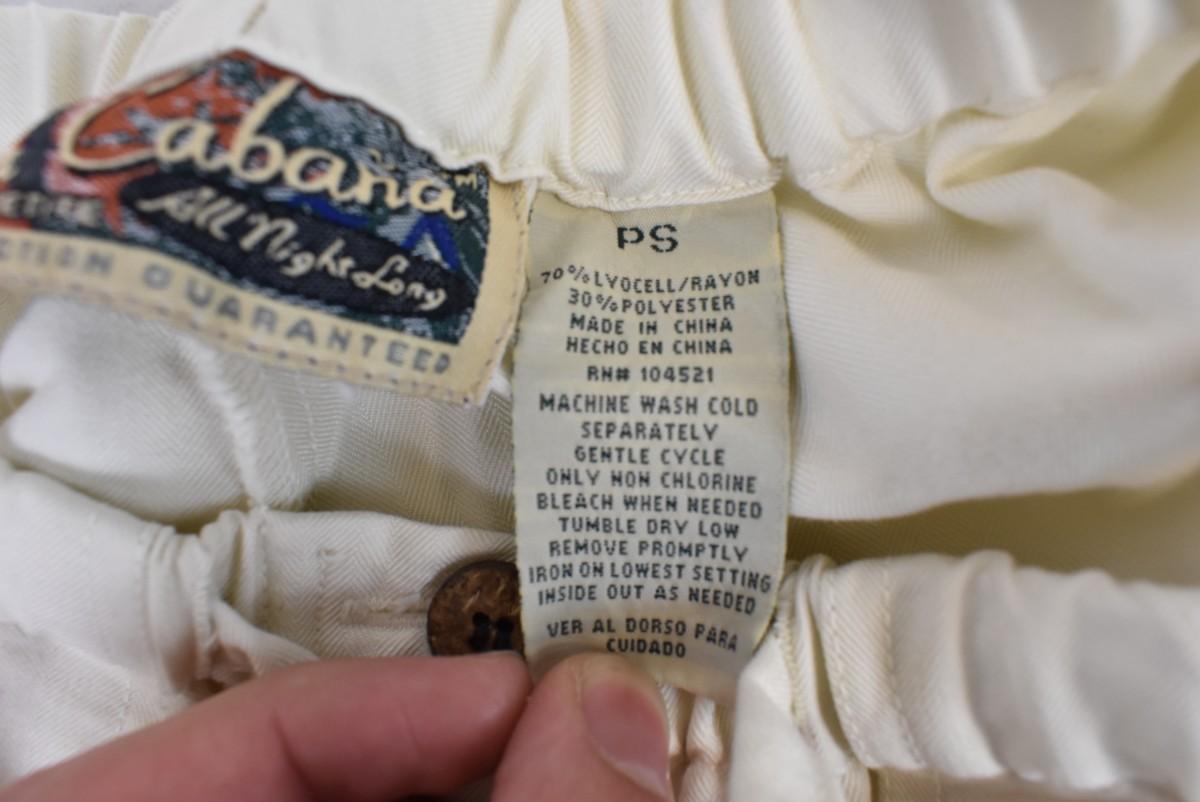 Cabana
All Night Long
CTION GUARANTEED
PS
70%LYOCELL/RAYON
30%POLYESTER
MADE IN CHINA
HECHO EN CHINA
RN# 104521
MACHINE WASH COLD
SEPARATELY
GENTLE CYCLE
ONLY NON CHLORINE
BLEACH WHEN NEEDED
TUMBLE DRY LOW
REMOVE PROMPTLY
IRON ON LOWEST SETTING
INSIDE OUT AS NEEDED
VER AL DORSO PARA
CUIDADO